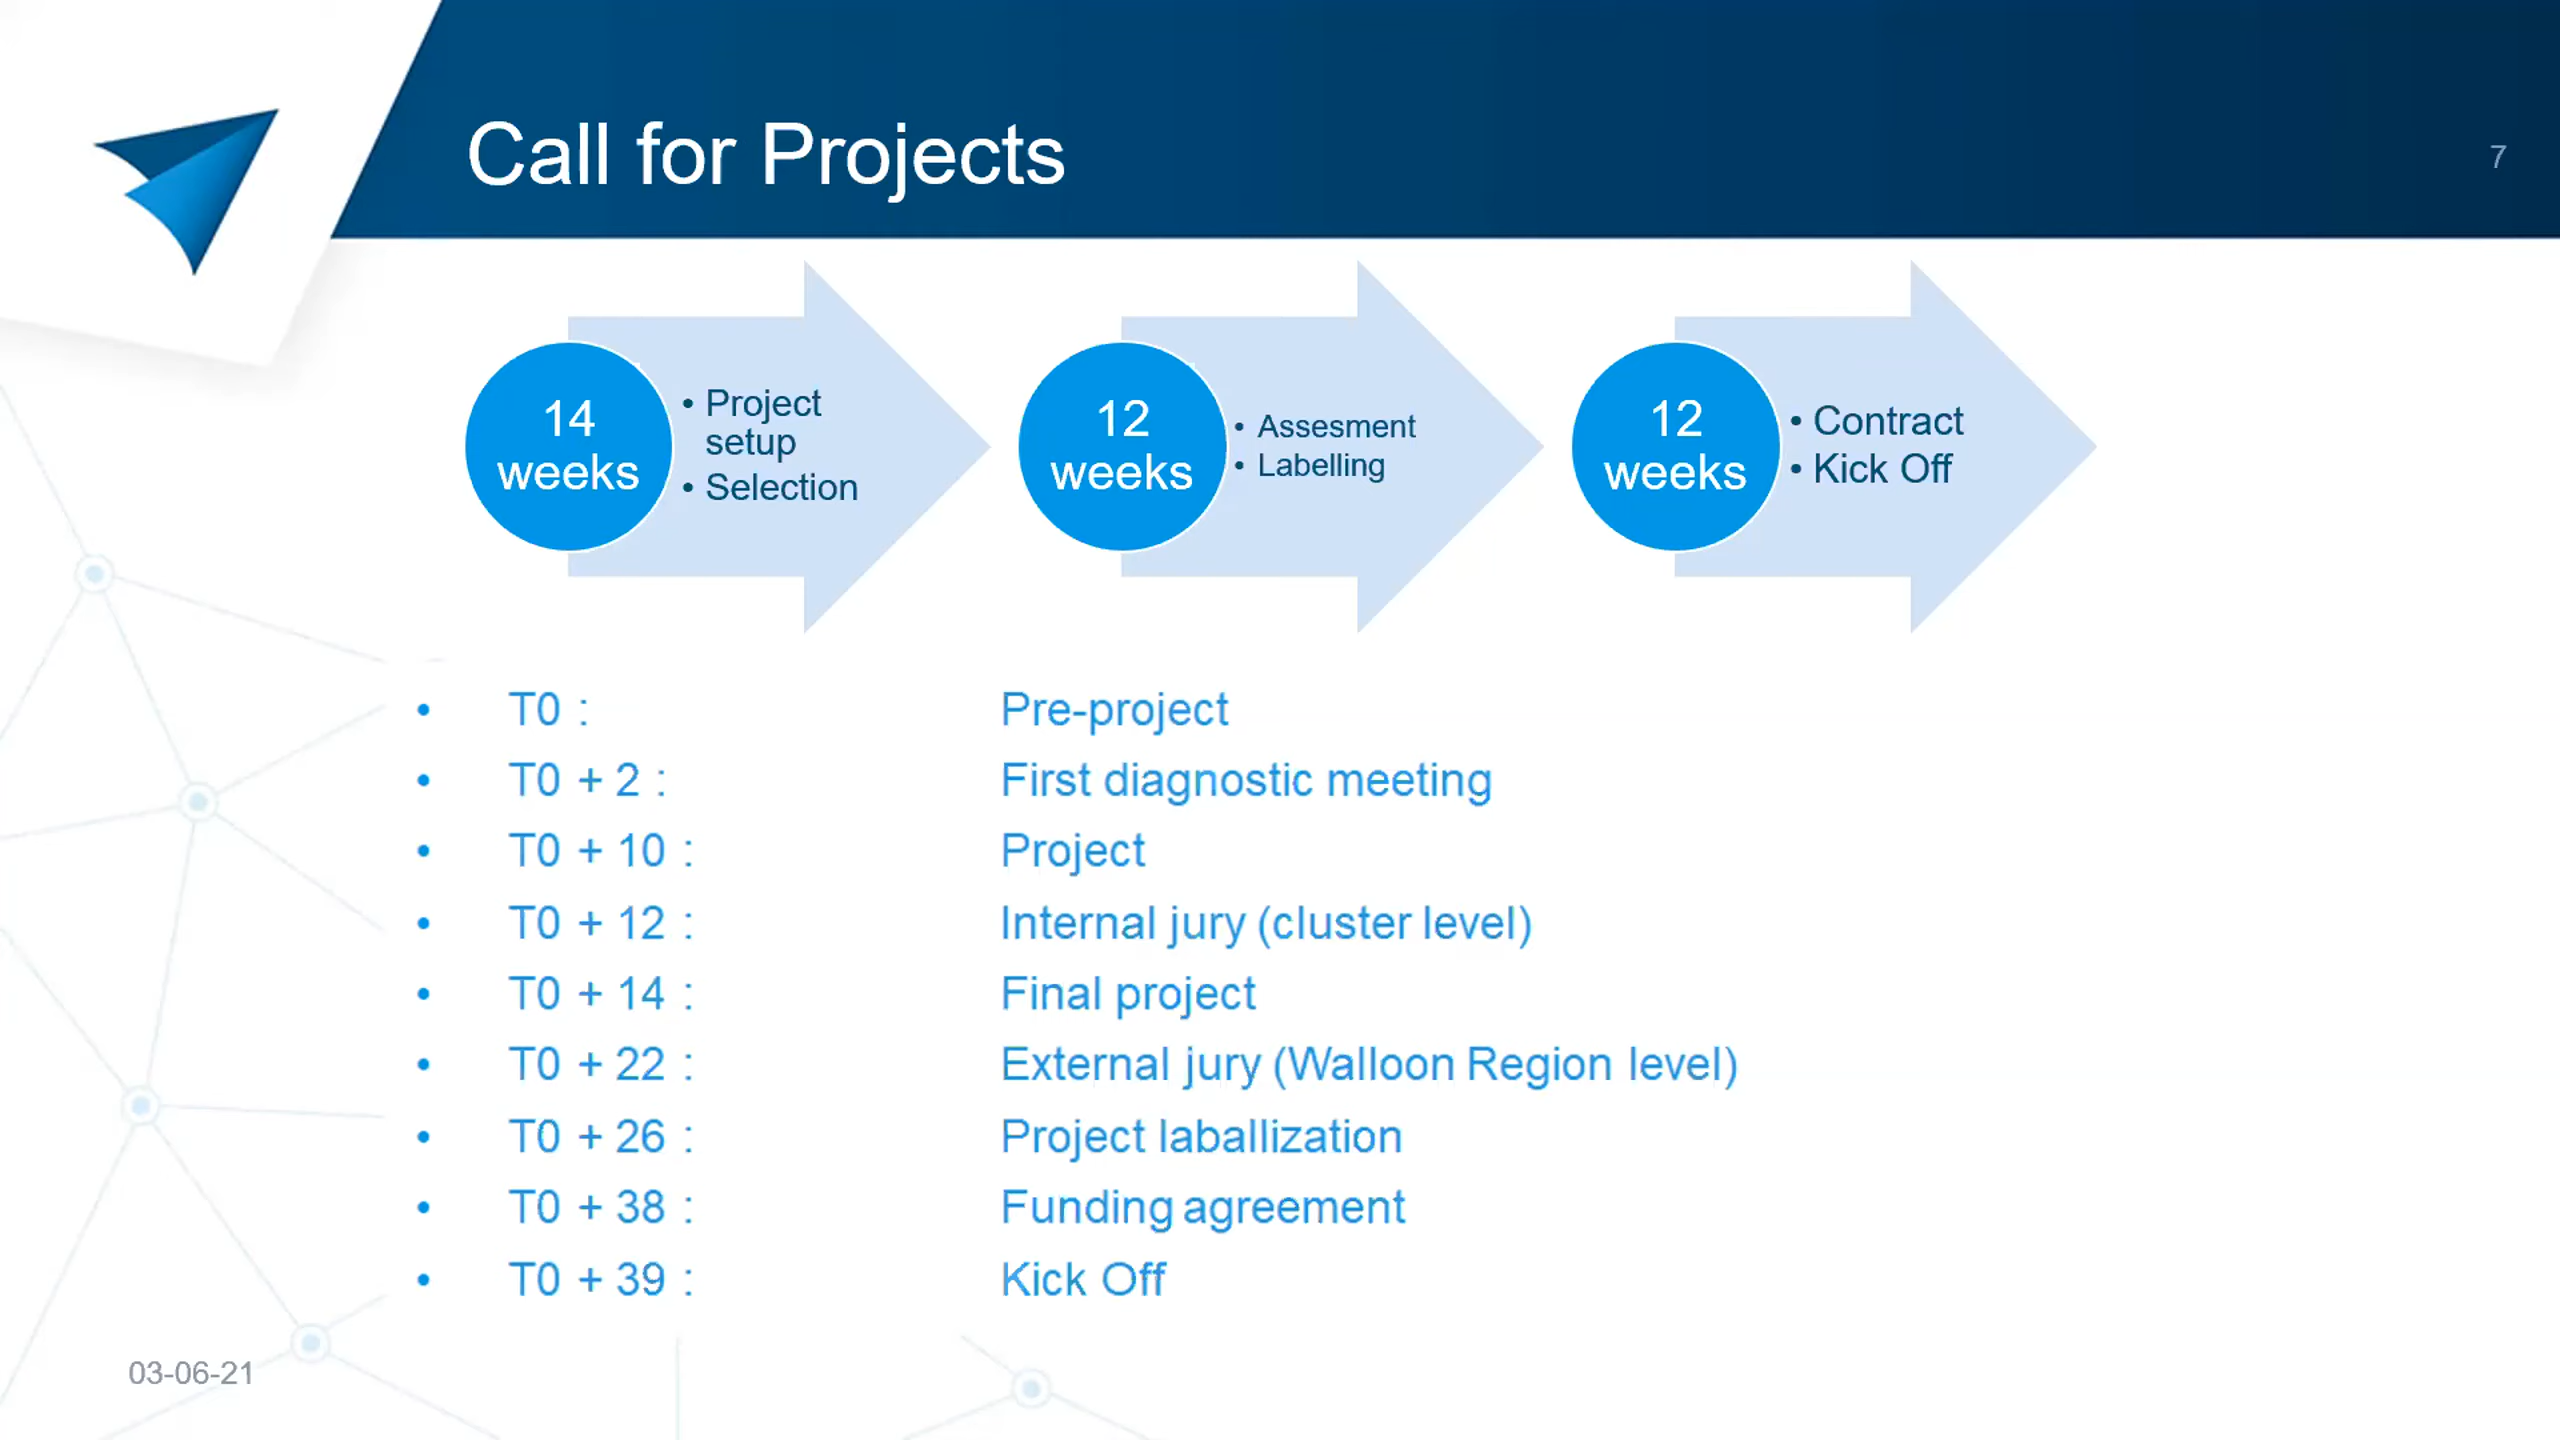 Call for Projects
7
14
weeks
• Project
setup
• Selection
12
weeks
• Assesment
• Labelling
12
weeks
• Contract
• Kick Off
• T0 : Pre-project
• T0 + 2 : First diagnostic meeting
• T0 + 10 : Project
• T0 + 12 : Internal jury (cluster level)
• T0 + 14 : Final project
• T0 + 22 : External jury (Walloon Region level)
• T0 + 26 : Project laballization
• T0 + 38 : Funding agreement
• T0 + 39 : Kick Off
03-06-21